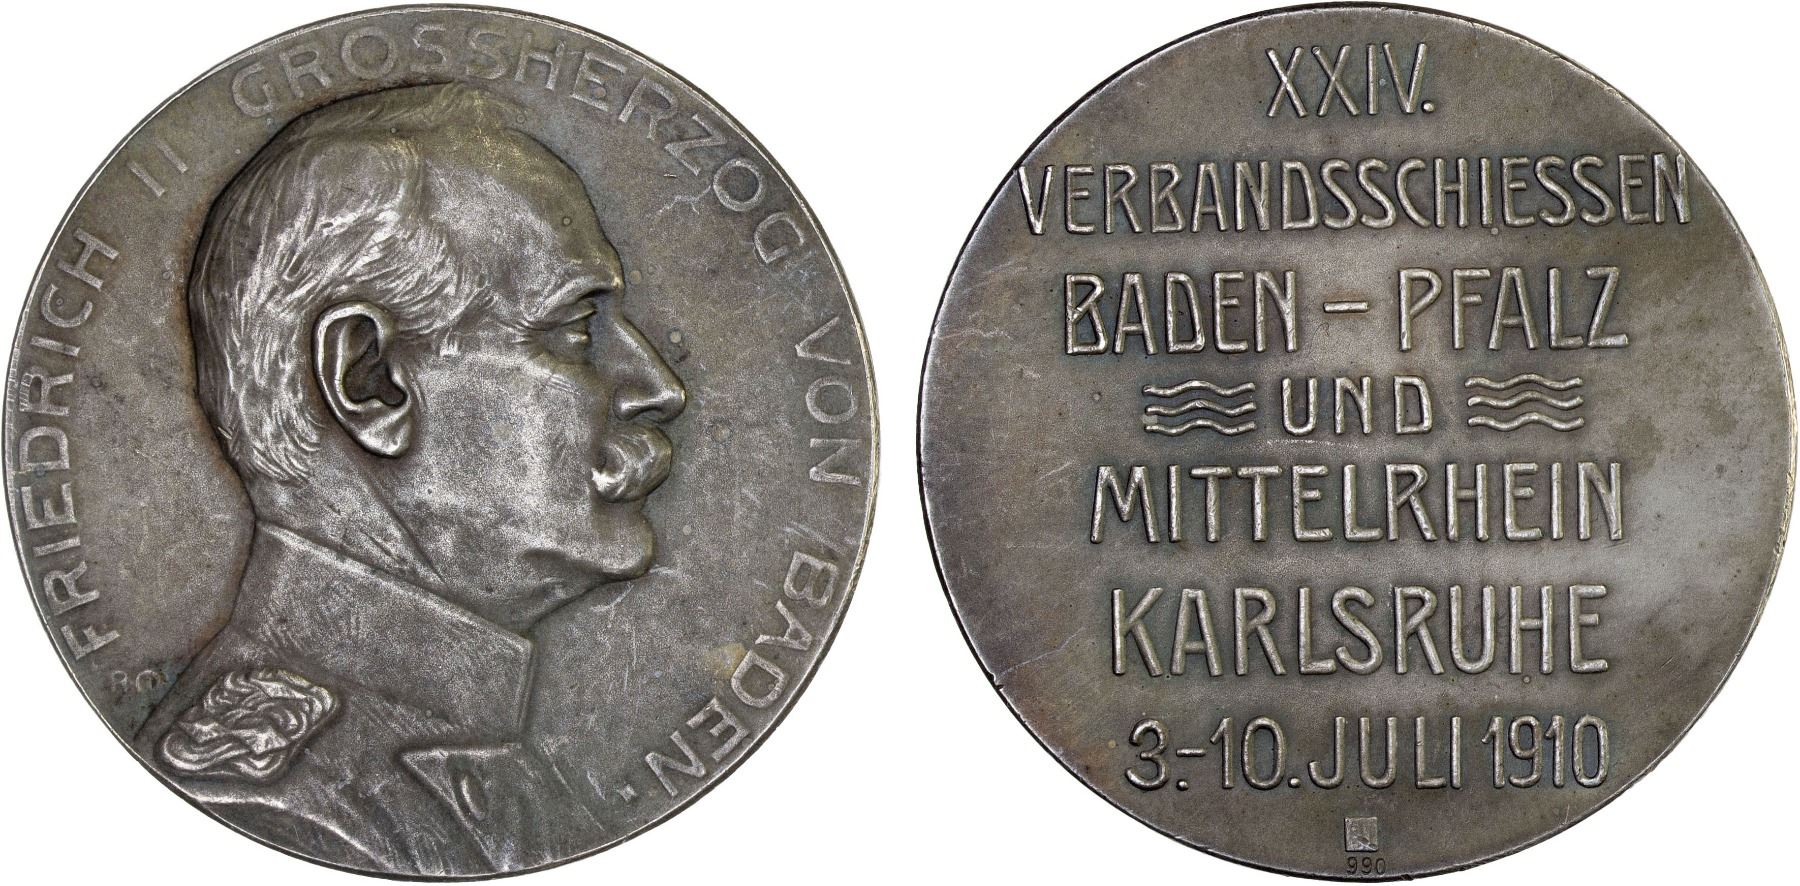 FRIEDRICH II GROSSHERZOG VON BADEN.
XXIV.
VERBANDSSCHIESSEN
BADEN – PFALZ
UND
MITTELRHEIN
KARLSRUHE
3.–10. JULI 1910
990